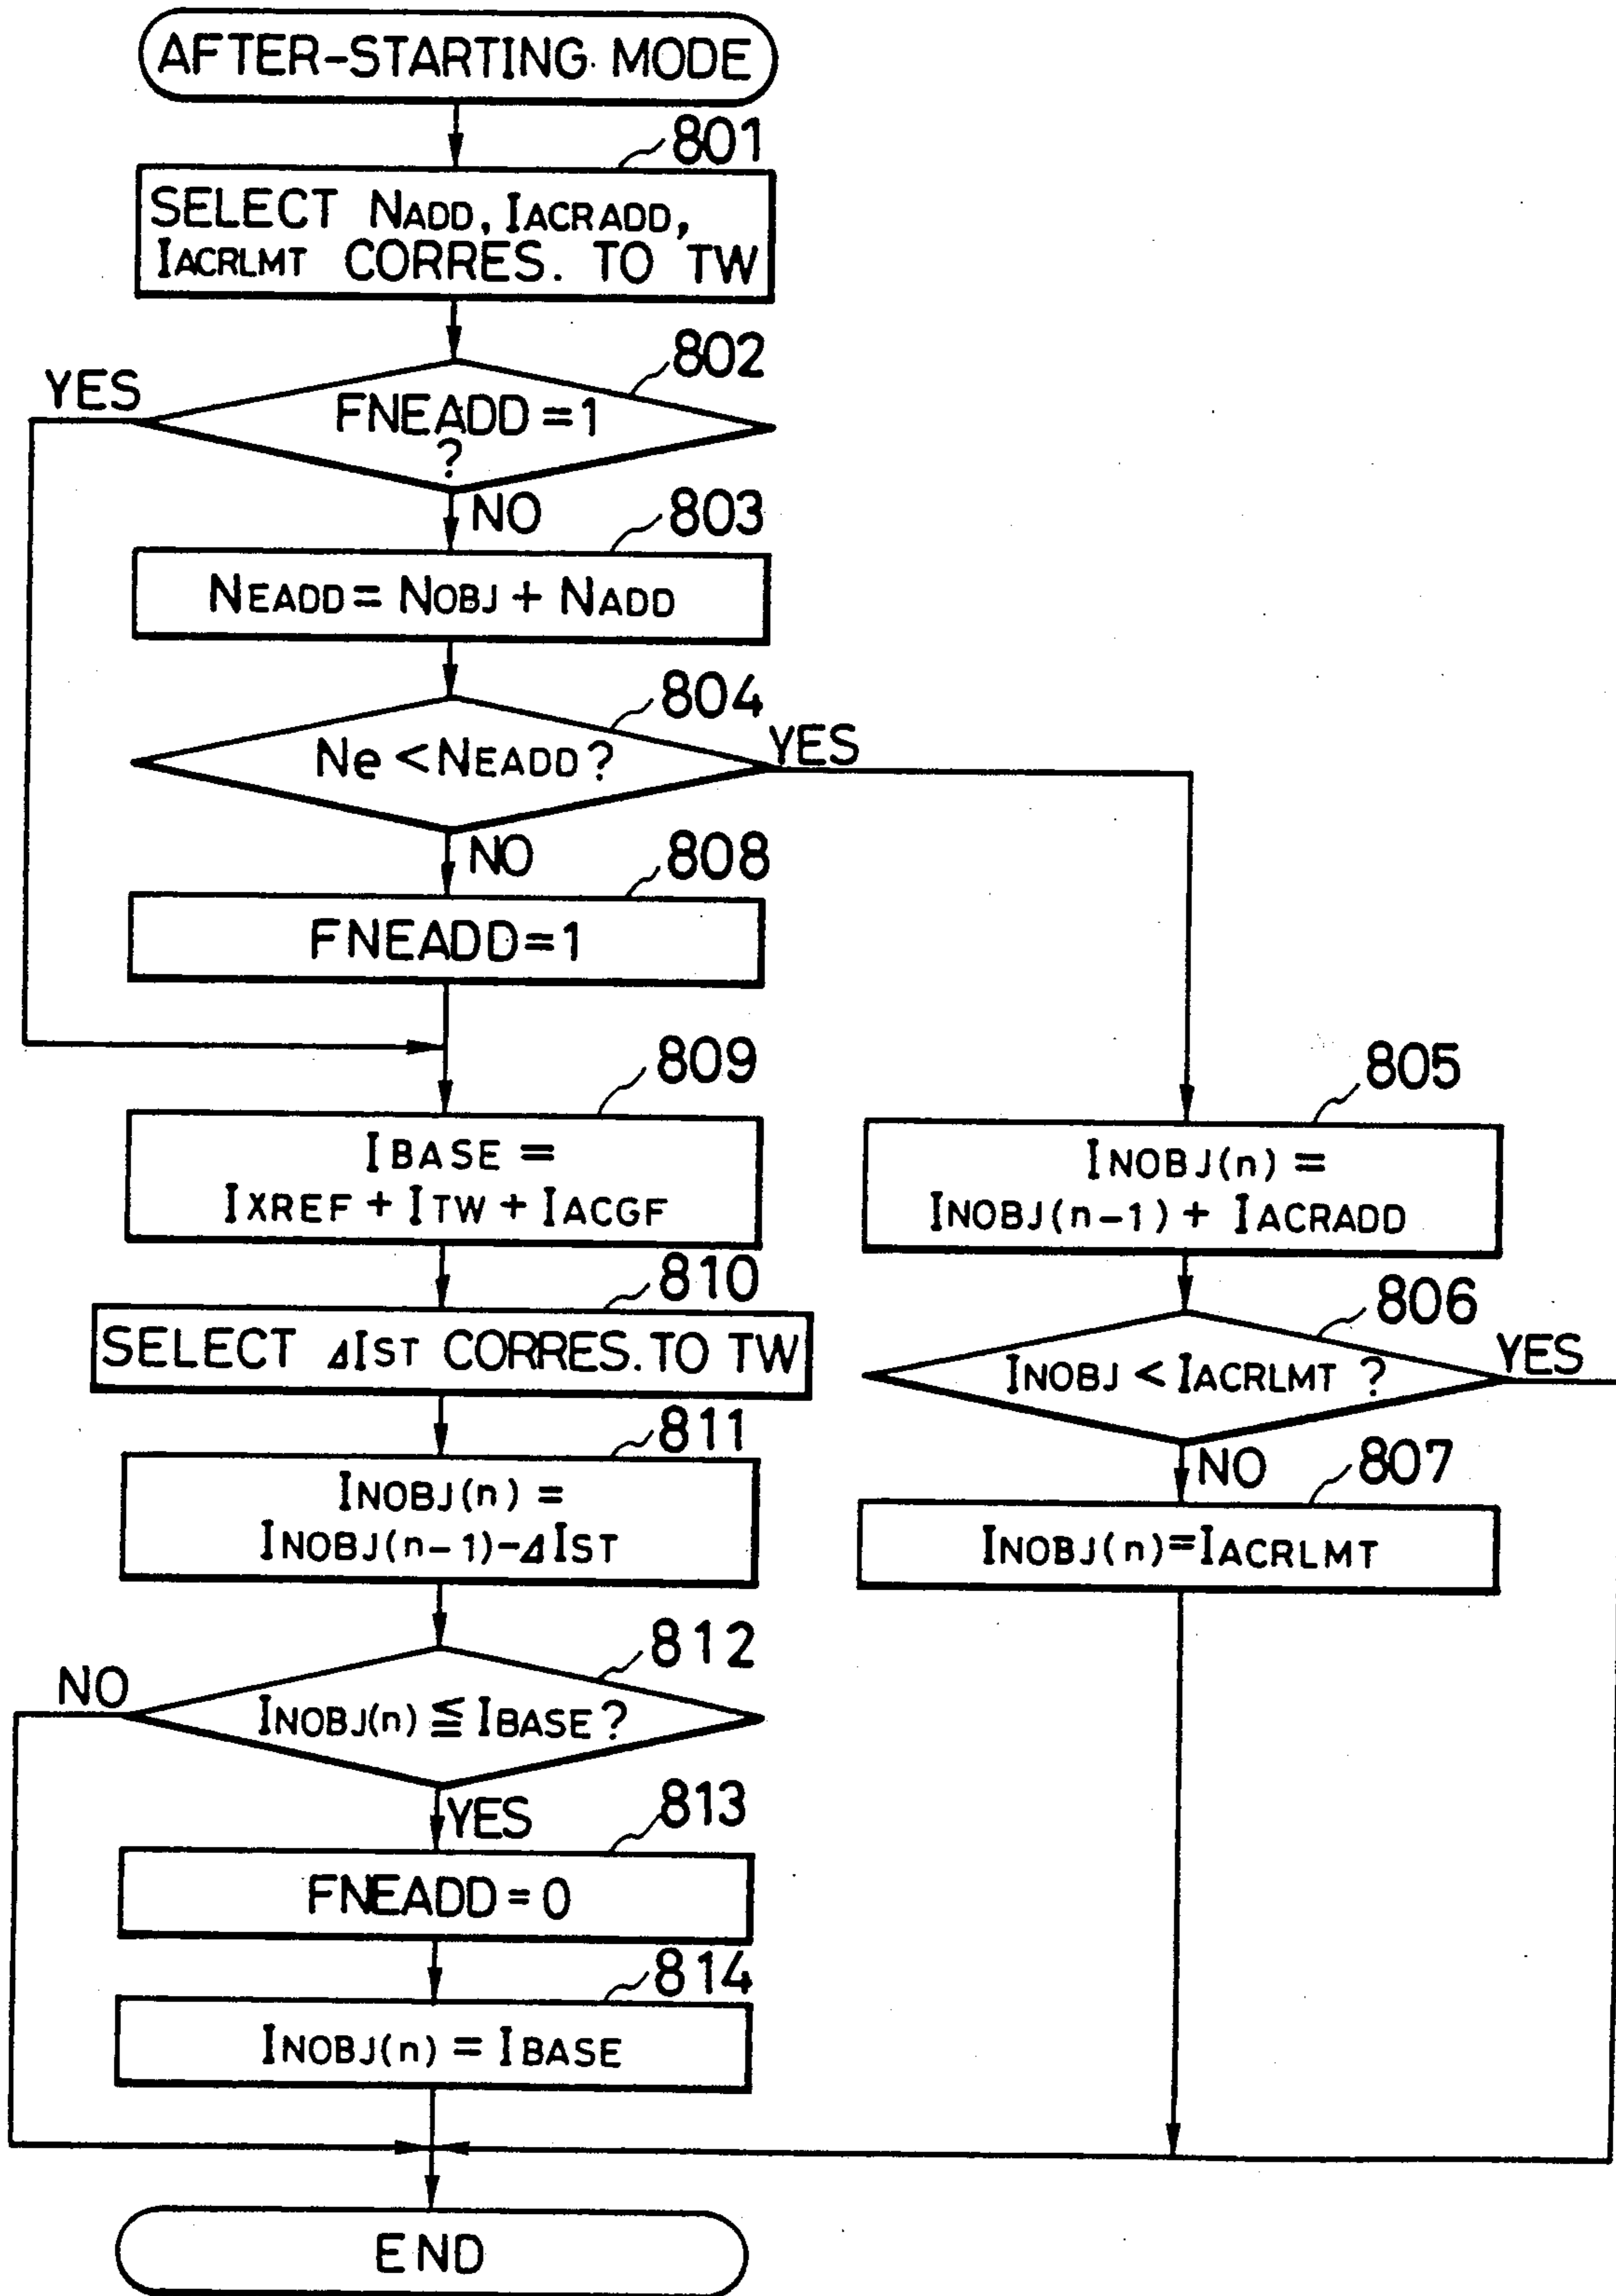 AFTER-STARTING MODE
801
SELECT NADD, IACRADD,
IACRLMT CORRES. TO TW
802
YES
FNEADD=1
?
NO
803
NEADD = NOBJ + NADD
804
Ne < NEADD ?
YES
NO
808
FNEADD=1
809
IBASE =
IXREF + ITW + IACGF
805
INOBJ(n) =
INOBJ(n-1) + IACRADD
810
SELECT ΔIST CORRES. TO TW
806
INOBJ < IACRLMT ?
YES
NO
811
INOBJ(n) =
INOBJ(n-1)-ΔIST
807
INOBJ(n)=IACRLMT
812
NO
INOBJ(n) ≦ IBASE ?
YES
813
FNEADD=0
814
INOBJ(n) = IBASE
END